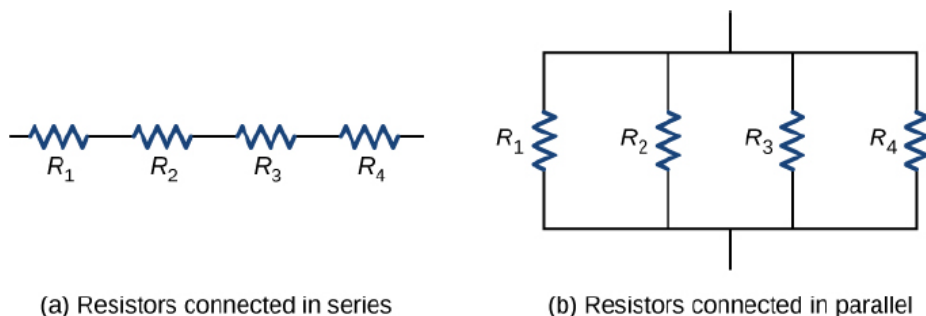 R1 R2 R3 R4
R1 R2 R3 R4
(a) Resistors connected in series
(b) Resistors connected in parallel